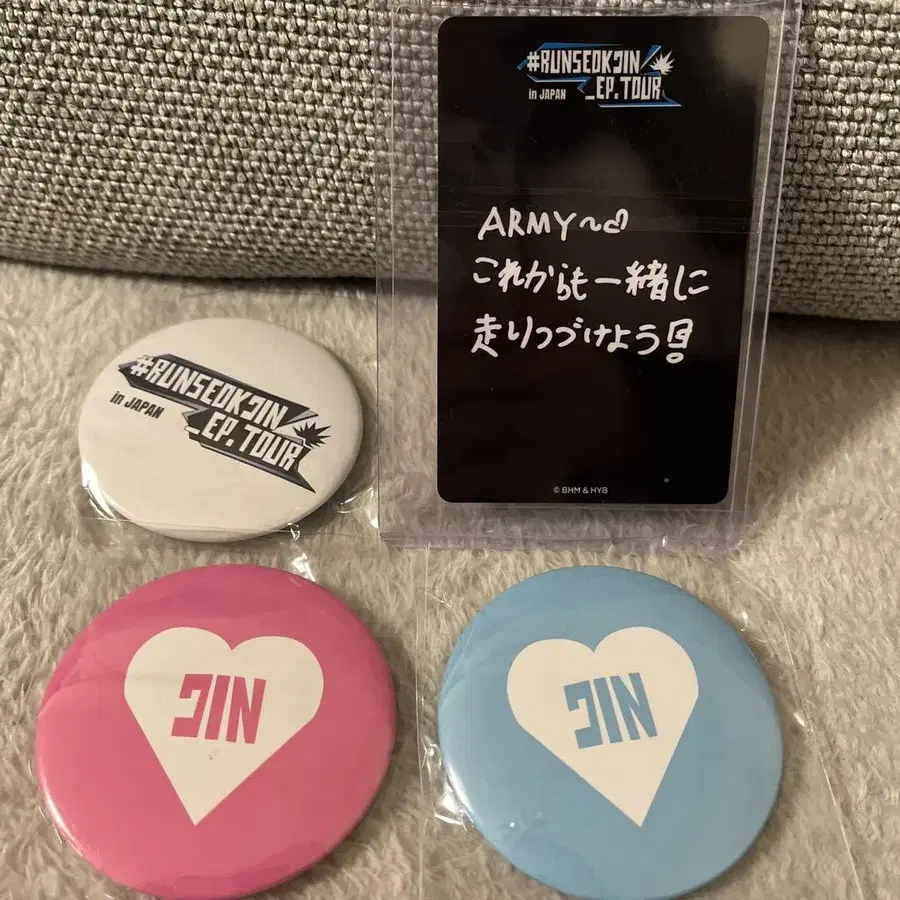 #RUNSEOKJIN
_EP.TOUR
in JAPAN
ARMY~♡
これからも一緒に
走りつづけよう!
© BHM & HYB
#RUNSEOKJIN
_EP.TOUR
in JAPAN
JIN
JIN